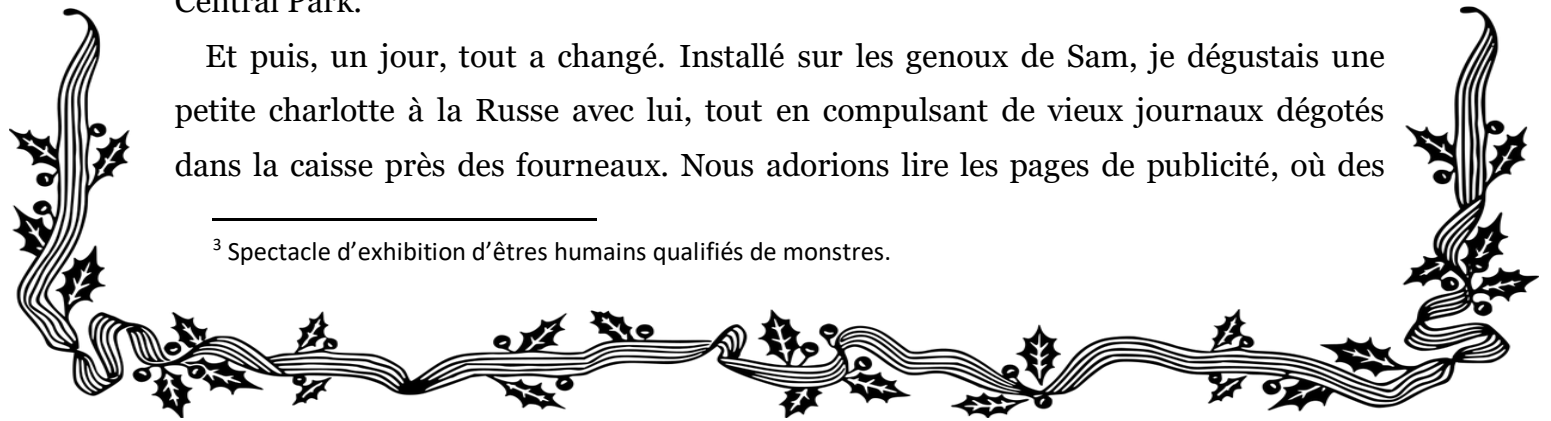 Central Park.
Et puis, un jour, tout a changé. Installé sur les genoux de Sam, je dégustais une
petite charlotte à la Russe avec lui, tout en compulsant de vieux journaux dégotés
dans la caisse près des fourneaux. Nous adorions lire les pages de publicité, où des
3 Spectacle d’exhibition d’êtres humains qualifiés de monstres.